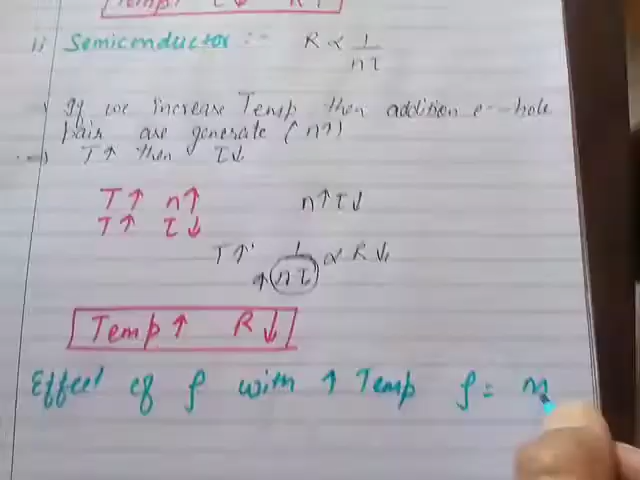 Temp↑ τ↓ R↑
ii) Semiconductor :- R ∝ 1/nτ
If we increase Temp then addition e--hole
pair are generate (n↑)
→ T↑ then τ↓
T↑ n↑ n↑ τ↓
T↑ τ↓
T↑ 1/↑(nτ) ∝ R↓
Temp↑ R↓
Effect of ρ with ↑ Temp ρ = m